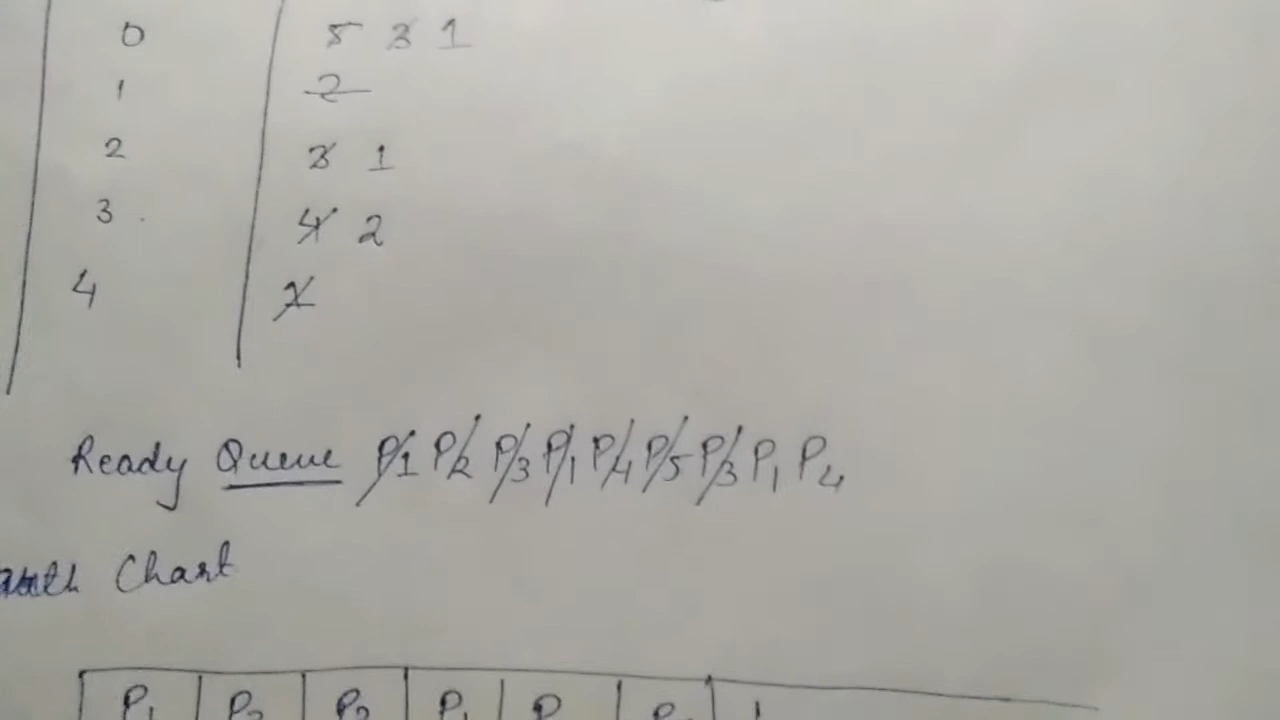 0 5 3 1
1 2
2 3 1
3 4 2
4 1
Ready Queue P1 P2 P3 P1 P4 P5 P3 P1 P4
Chart
P1 P2 P3 P1 P